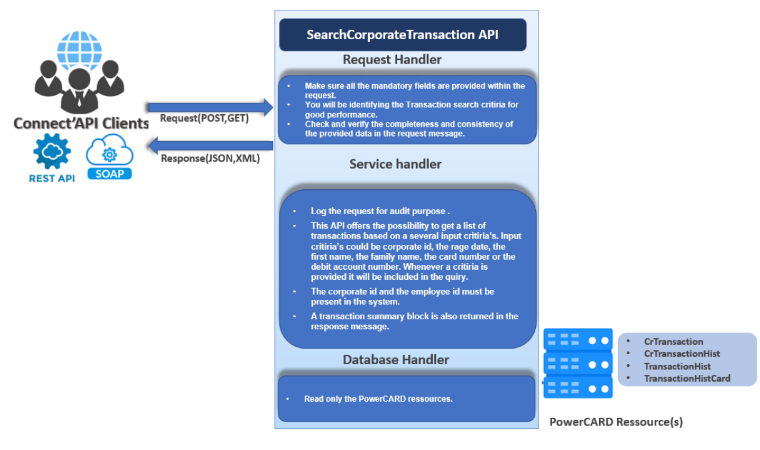 SearchCorporateTransaction API
Request Handler
• Make sure all the mandatory fields are provided within the
request.
• You will be identifying the Transaction search critiria for
good performance.
• Check and verify the completeness and consistency of
the provided data in the request message.
Connect'API Clients
Request(POST,GET)
Response(JSON,XML)
REST API
SOAP
Service handler
• Log the request for audit purpose .
• This API offers the possibility to get a list of
transactions based on a several input critiria's. Input
critiria's could be corporate id, the rage date, the
first name, the family name, the card number or the
debit account number. Whenever a critiria is
provided it will be included in the quiry.
• The corporate id and the employee id must be
present in the system.
• A transaction summary block is also returned in the
response message.
Database Handler
• Read only the PowerCARD ressources.
• CrTransaction
• CrTransactionHist
• TransactionHist
• TransactionHistCard
PowerCARD Ressource(s)